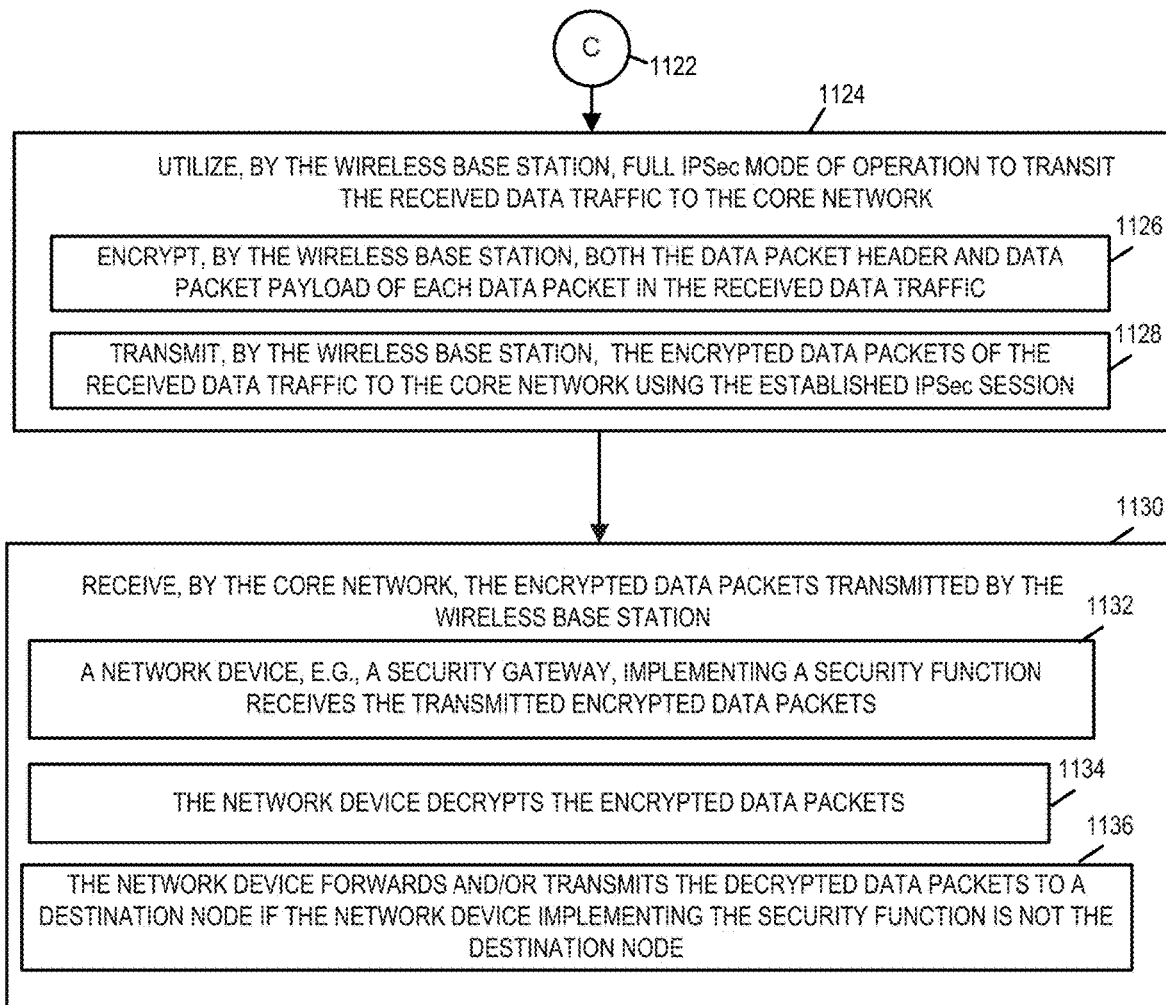 C
1122
1124
UTILIZE, BY THE WIRELESS BASE STATION, FULL IPSec MODE OF OPERATION TO TRANSIT
THE RECEIVED DATA TRAFFIC TO THE CORE NETWORK
1126
ENCRYPT, BY THE WIRELESS BASE STATION, BOTH THE DATA PACKET HEADER AND DATA
PACKET PAYLOAD OF EACH DATA PACKET IN THE RECEIVED DATA TRAFFIC
1128
TRANSMIT, BY THE WIRELESS BASE STATION, THE ENCRYPTED DATA PACKETS OF THE
RECEIVED DATA TRAFFIC TO THE CORE NETWORK USING THE ESTABLISHED IPSec SESSION
1130
RECEIVE, BY THE CORE NETWORK, THE ENCRYPTED DATA PACKETS TRANSMITTED BY THE
WIRELESS BASE STATION
1132
A NETWORK DEVICE, E.G., A SECURITY GATEWAY, IMPLEMENTING A SECURITY FUNCTION
RECEIVES THE TRANSMITTED ENCRYPTED DATA PACKETS
1134
THE NETWORK DEVICE DECRYPTS THE ENCRYPTED DATA PACKETS
1136
THE NETWORK DEVICE FORWARDS AND/OR TRANSMITS THE DECRYPTED DATA PACKETS TO A
DESTINATION NODE IF THE NETWORK DEVICE IMPLEMENTING THE SECURITY FUNCTION IS NOT THE
DESTINATION NODE